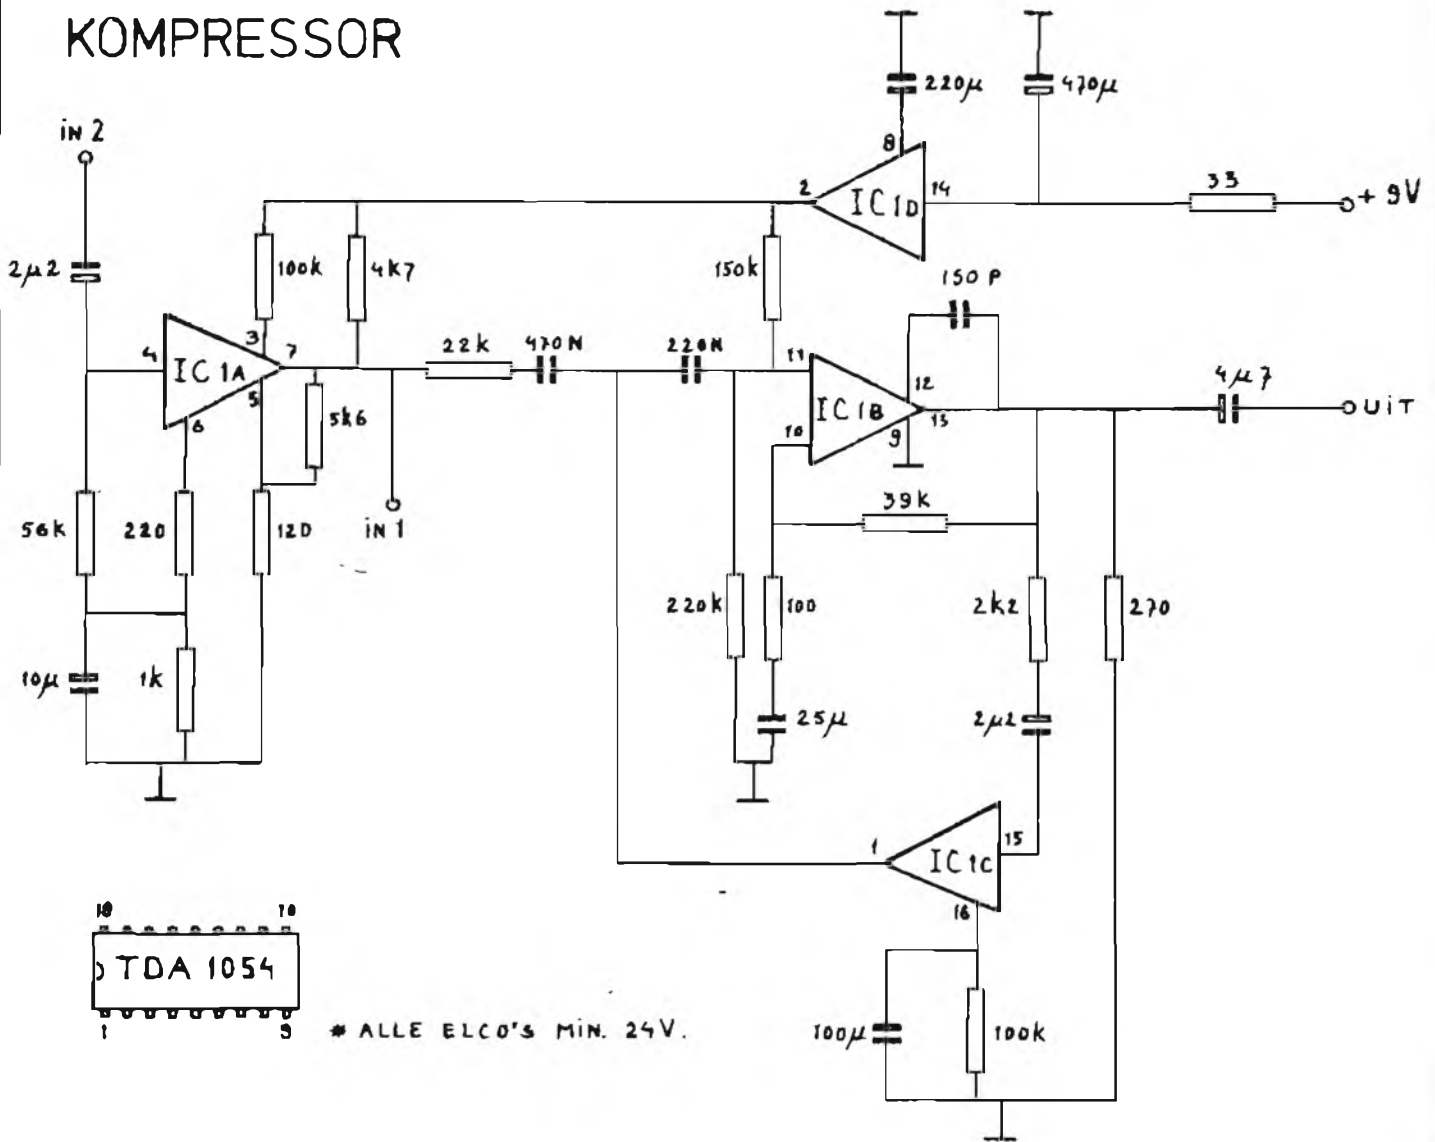 KOMPRESSOR
220µ
470µ
iN 2
8
2
IC1D
14
33
+ 9V
2µ2
100k
4k7
150k
150P
3
4
IC1A
7
22k
470N
220N
11
12
4µ7
5
6
5k6
10
IC1B
13
9
UiT
39k
56k
220
120
iN 1
220k
100
2k2
270
10µ
1k
25µ
2µ2
1
IC1C
15
16
18
10
TDA 1054
1
9
* ALLE ELCO'S MiN. 24V.
100µ
100k